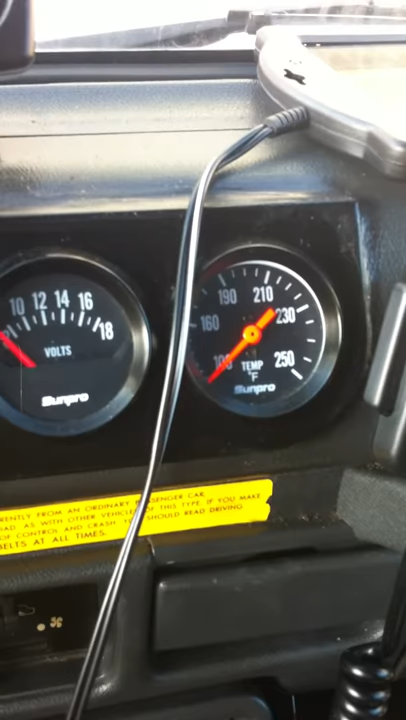 10 12 14 16 18
VOLTS
Sunpro
160 190 210 230 250
TEMP
°F
Sunpro
RENTLY FROM AN ORDINARY PASSENGER CAR.
AS WITH OTHER VEHICLES OF THIS TYPE, IF YOU MAKE
OF CONTROL AND CRASH. YOU SHOULD READ DRIVING
BELTS AT ALL TIMES.